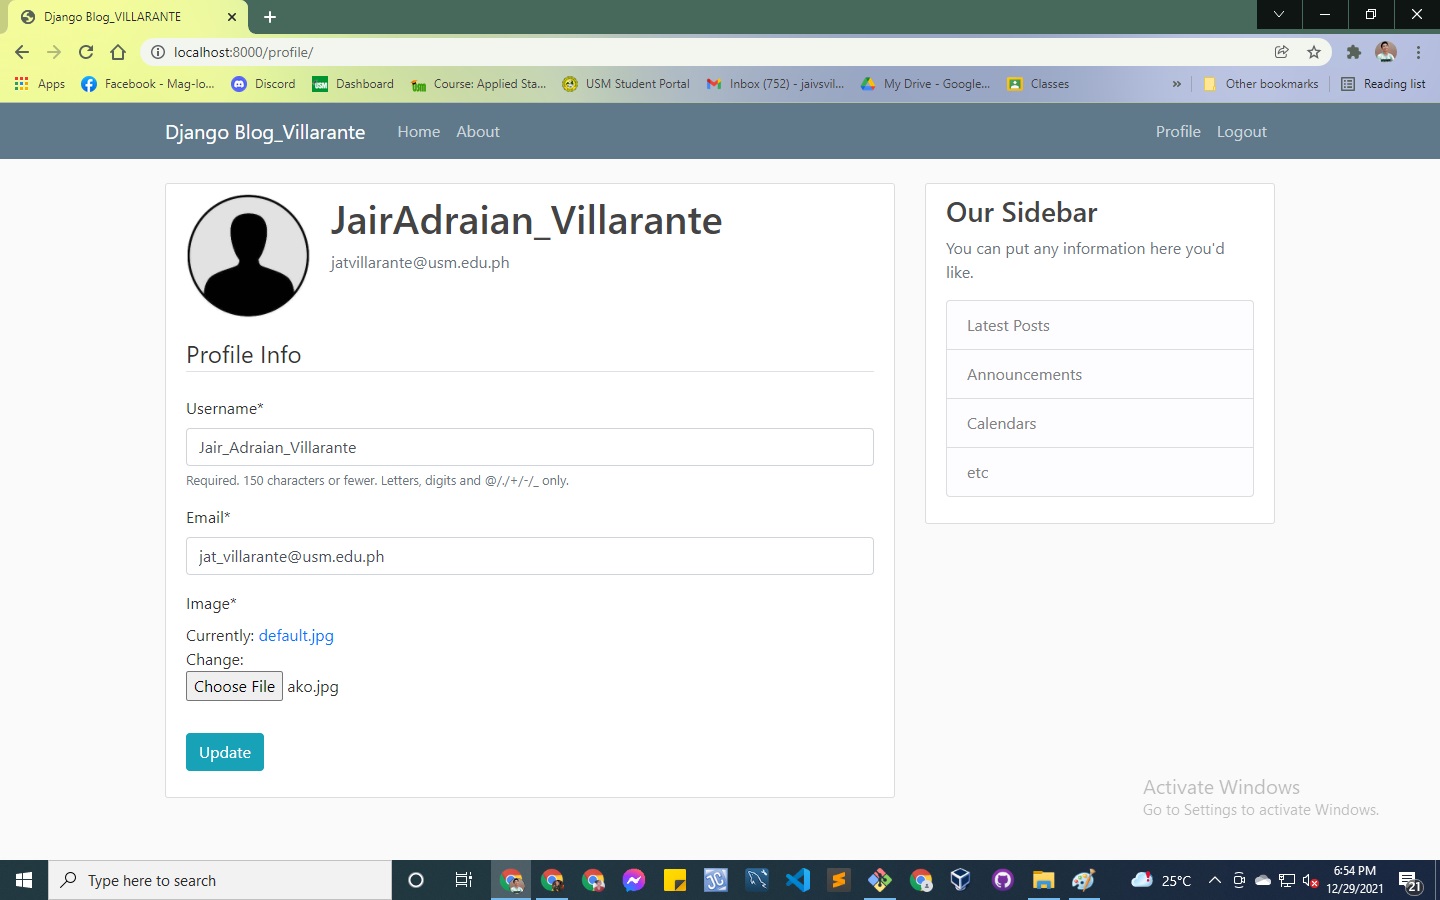 Django Blog_VILLARANTE
localhost:8000/profile/
Apps Facebook - Mag-lo... Discord Dashboard Course: Applied Sta... USM Student Portal Inbox (752) - jaivsvil... My Drive - Google... Classes » Other bookmarks Reading list
Django Blog_Villarante Home About Profile Logout
JairAdraian_Villarante
jatvillarante@usm.edu.ph
Profile Info
Username*
Jair_Adraian_Villarante
Required. 150 characters or fewer. Letters, digits and @/./+/-/_ only.
Email*
jat_villarante@usm.edu.ph
Image*
Currently: default.jpg
Change:
Choose File ako.jpg
Update
Our Sidebar
You can put any information here you'd
like.
Latest Posts
Announcements
Calendars
etc
Activate Windows
Go to Settings to activate Windows.
Type here to search
25°C
6:54 PM
12/29/2021
21